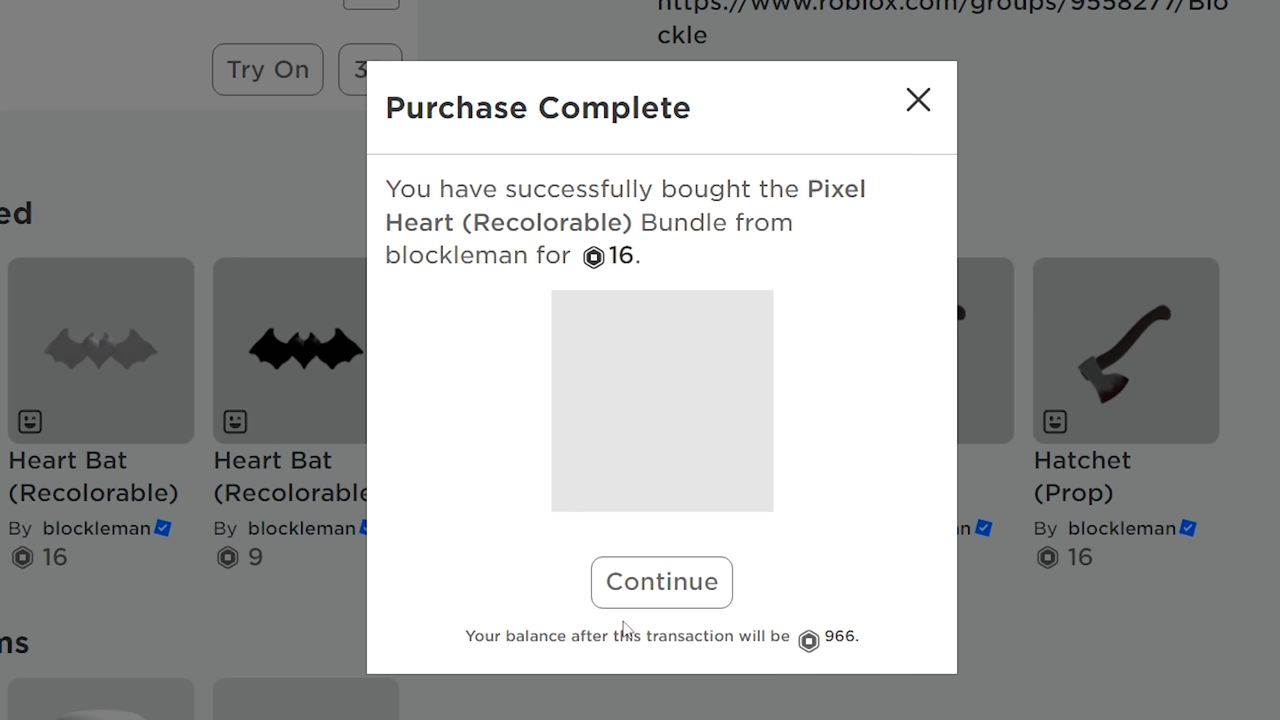 https://www.roblox.com/groups/9558277/Blo
ckle
Try On
Purchase Complete
You have successfully bought the Pixel
Heart (Recolorable) Bundle from
blockleman for 16.
ed
Heart Bat
(Recolorable)
By blockleman
16
Heart Bat
(Recolorable
By blockleman
9
Hatchet
(Prop)
By blockleman
16
Continue
Your balance after this transaction will be 966.